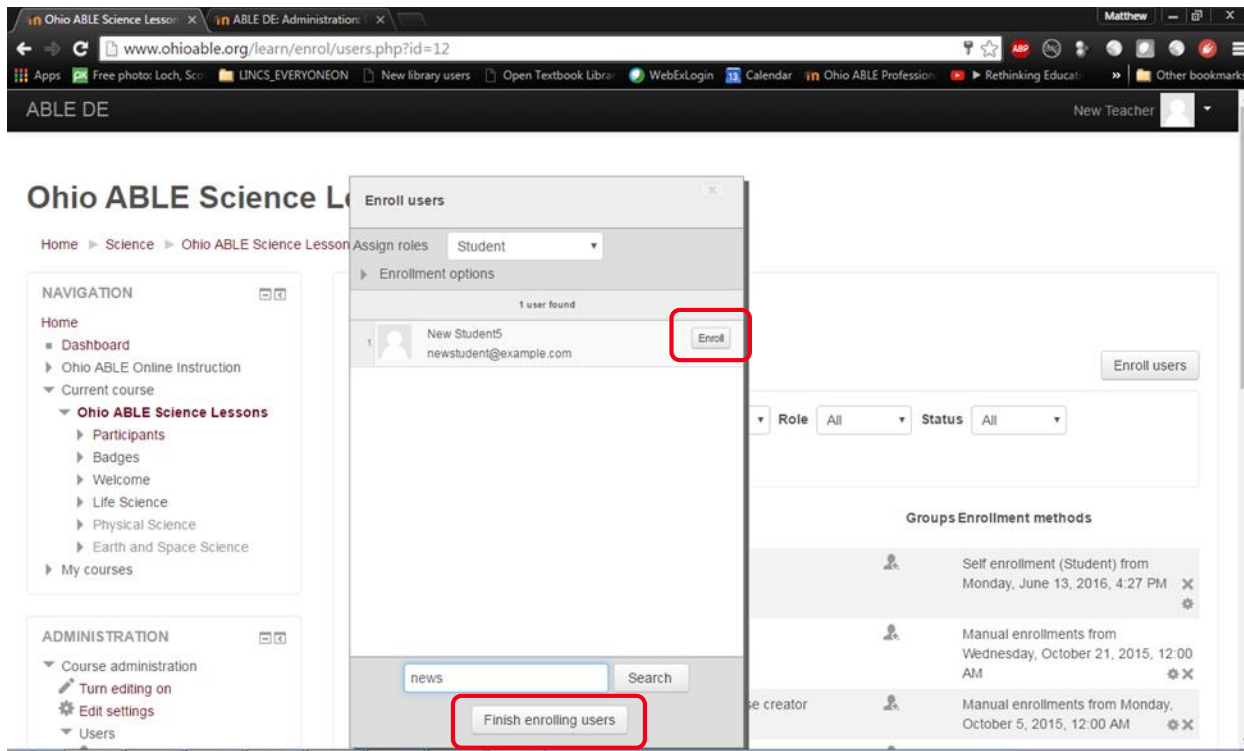 Ohio ABLE Science Lesson
ABLE DE: Administration:
Matthew
www.ohioable.org/learn/enrol/users.php?id=12
ABP
Apps
Free photo: Loch, Sco
LINCS_EVERYONEON
New library users
Open Textbook Libra
WebExLogin
13
Calendar
Ohio ABLE Profession
Rethinking Educati
»
Other bookmarks
ABLE DE
New Teacher
Ohio ABLE Science L
Home Science Ohio ABLE Science Lesson
NAVIGATION
Home
Dashboard
Ohio ABLE Online Instruction
Current course
Ohio ABLE Science Lessons
Participants
Badges
Welcome
Life Science
Physical Science
Earth and Space Science
My courses
ADMINISTRATION
Course administration
Turn editing on
Edit settings
Users
Enroll users
Assign roles Student
Enrollment options
1 user found
1
New Student5
newstudent@example.com
Enroll
news Search
Finish enrolling users
Enroll users
Role All Status All
Groups Enrollment methods
Self enrollment (Student) from
Monday, June 13, 2016, 4:27 PM
Manual enrollments from
Wednesday, October 21, 2015, 12:00
AM
se creator
Manual enrollments from Monday,
October 5, 2015, 12:00 AM